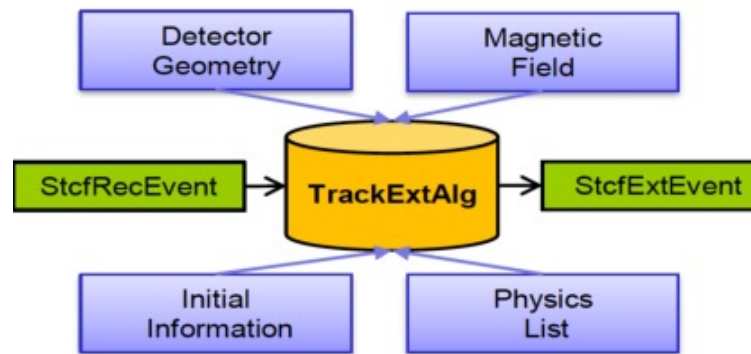 Detector
Geometry
Magnetic
Field
StcfRecEvent
TrackExtAlg
StcfExtEvent
Initial
Information
Physics
List